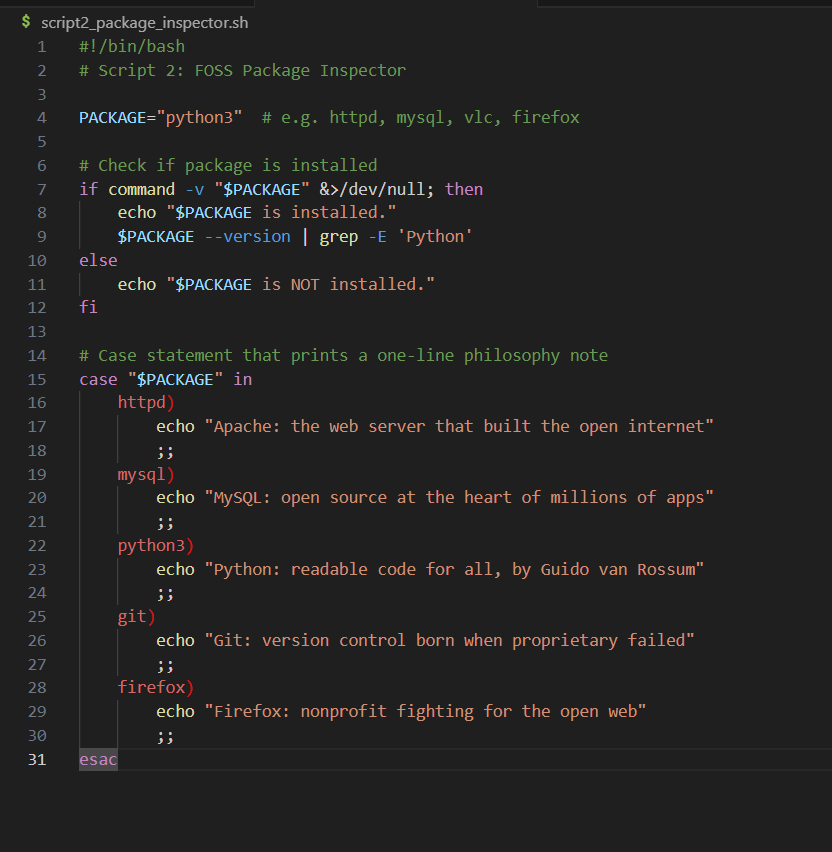 $ script2_package_inspector.sh
1 #!/bin/bash
2 # Script 2: FOSS Package Inspector
3
4 PACKAGE="python3"  # e.g. httpd, mysql, vlc, firefox
5
6 # Check if package is installed
7 if command -v "$PACKAGE" &>/dev/null; then
8     echo "$PACKAGE is installed."
9     $PACKAGE --version | grep -E 'Python'
10 else
11     echo "$PACKAGE is NOT installed."
12 fi
13
14 # Case statement that prints a one-line philosophy note
15 case "$PACKAGE" in
16     httpd)
17         echo "Apache: the web server that built the open internet"
18         ;;
19     mysql)
20         echo "MySQL: open source at the heart of millions of apps"
21         ;;
22     python3)
23         echo "Python: readable code for all, by Guido van Rossum"
24         ;;
25     git)
26         echo "Git: version control born when proprietary failed"
27         ;;
28     firefox)
29         echo "Firefox: nonprofit fighting for the open web"
30         ;;
31 esac